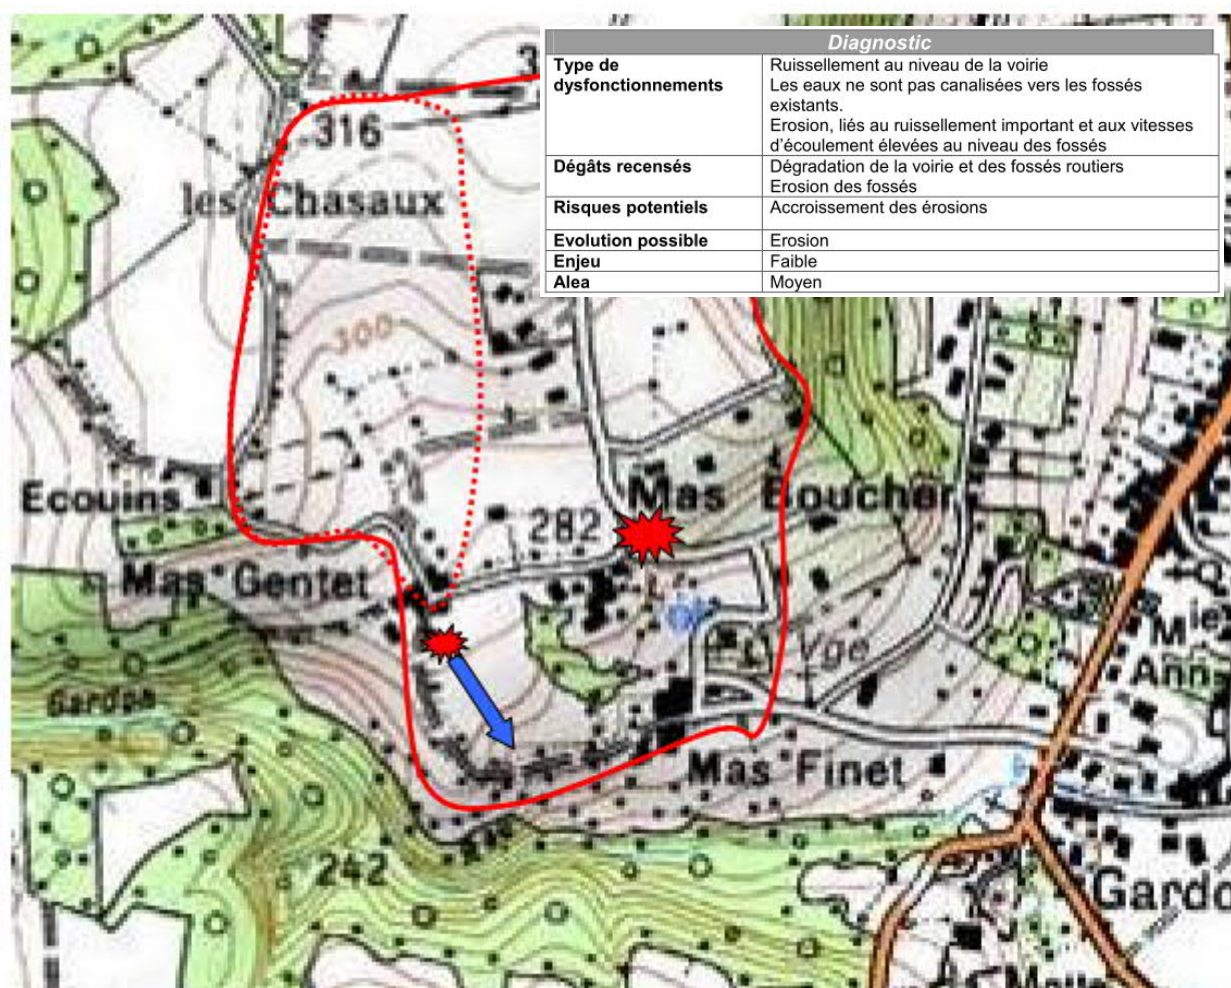 Diagnostic
Type de dysfonctionnements
Ruissellement au niveau de la voirie
Les eaux ne sont pas canalisées vers les fossés
existants.
Erosion, liés au ruissellement important et aux vitesses
d'écoulement élevées au niveau des fossés
Dégâts recensés
Dégradation de la voirie et des fossés routiers
Erosion des fossés
Risques potentiels
Accroissement des érosions
Evolution possible
Erosion
Enjeu
Faible
Alea
Moyen
316
les Chasaux
300
Ecouins
Mas Boucher
282
Mas Gentet
Vge
Mies
Ann
Gardon
Mas Finet
242
Gardo